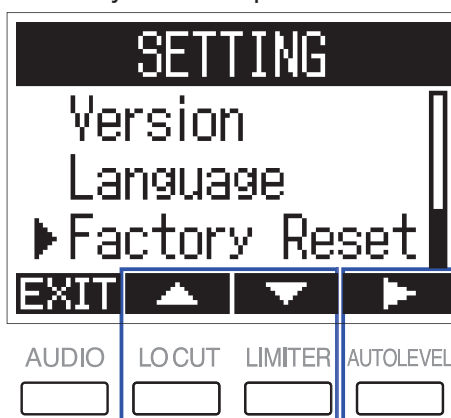 SETTING
Version
Language
Factory Reset
EXIT
AUDIO LO CUT LIMITER AUTOLEVEL